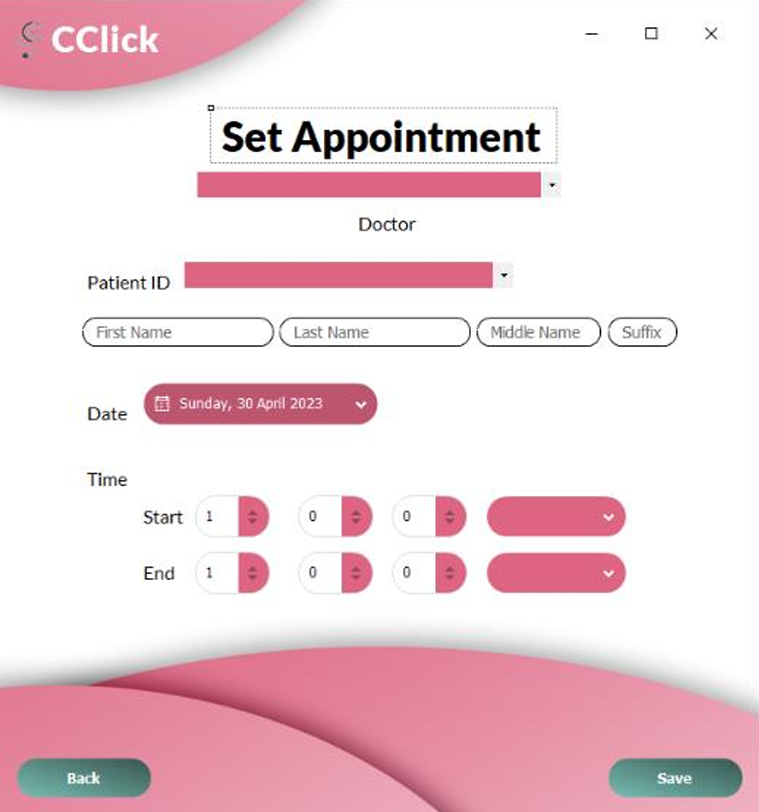 CClick
Set Appointment
Doctor
Patient ID
First Name Last Name Middle Name Suffix
Date Sunday, 30 April 2023
Time
Start 1 0 0
End 1 0 0
Back Save